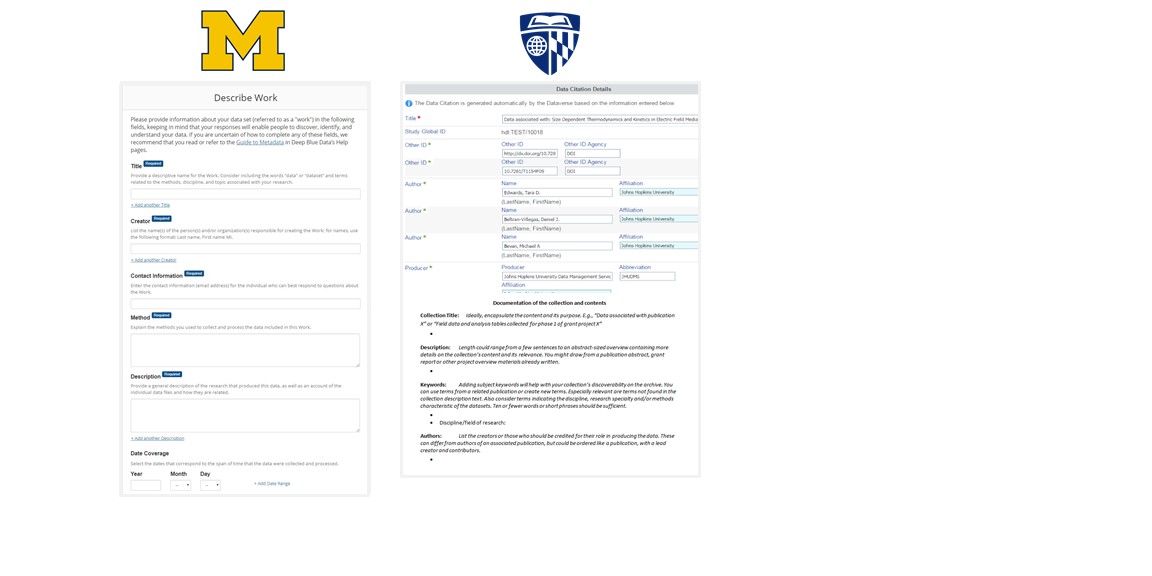 M
Describe Work
Please provide information about your data set (referred to as a "work") in the following
fields, keeping in mind that your responses will enable people to discover, identify, and
understand your data. If you are uncertain of how to complete any of these fields, we
recommend that you read or refer to the Guide to Metadata in Deep Blue Data's Help
pages.
Title Required
Provide a descriptive name for the Work. Consider including the words "data" or "dataset" and terms
related to the methods, discipline, and topic associated with your research.
+ Add another Title
Creator Required
List the name(s) of the person(s) and/or organization(s) responsible for creating the Work; for names, use
the following format: Last name, First name MI.
+ Add another Creator
Contact Information Required
Enter the contact information (email address) for the individual who can best respond to questions about
the Work.
Method Required
Explain the methods you used to collect and process the data included in this Work.
Description Required
Provide a general description of the research that produced this data, as well as an account of the
individual data files and how they are related.
+ Add another Description
Date Coverage
Select the dates that correspond to the span of time that the data were collected and processed.
Year Month Day
-- -- + Add Date Range
Data Citation Details
The Data Citation is generated automatically by the Dataverse based on the information entered below.
Title * Data associated with: Size Dependent Thermodynamics and Kinetics in Electric Field Media
Study Global ID hdl:TEST/10018
Other ID * Other ID Other ID Agency
http://dx.doi.org/10.728 DOI
Other ID * Other ID Other ID Agency
DOI
Author * Name Affiliation
Edwards, Tara D. Johns Hopkins University
(LastName, FirstName)
Author * Name Affiliation
Beltran-Villegas, Daniel J. Johns Hopkins University
(LastName, FirstName)
Author * Name Affiliation
Bevan, Michael A Johns Hopkins University
(LastName, FirstName)
Producer * Producer Abbreviation
Johns Hopkins University Data Management Servic JHUDMS
Affiliation
Documentation of the collection and contents
Collection Title: Ideally, encapsulate the content and its purpose. E.g., "Data associated with publication
X" or "Field data and analysis tables collected for phase 1 of grant project X"
•
Description: Length could range from a few sentences to an abstract-sized overview containing more
details on the collection's content and its relevance. You might draw from a publication abstract, grant
report or other project overview materials already written.
•
Keywords: Adding subject keywords will help with your collection's discoverability on the archive. You
can use terms from a related publication or create new terms. Especially relevant are terms not found in the
collection description text. Also consider terms indicating the discipline, research specialty and/or methods
characteristic of the datasets. Ten or fewer words or short phrases should be sufficient.
•
• Discipline/field of research:
Authors: List the creators or those who should be credited for their role in producing the data. These
can differ from authors of an associated publication, but could be ordered like a publication, with a lead
creator and contributors.
•